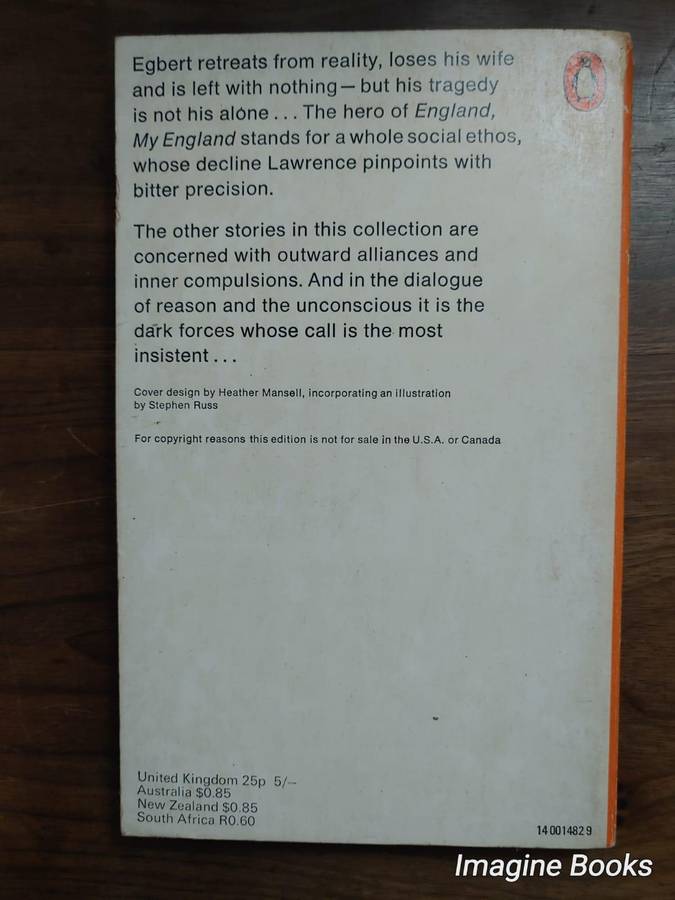 Egbert retreats from reality, loses his wife
and is left with nothing — but his tragedy
is not his alone . . . The hero of England,
My England stands for a whole social ethos,
whose decline Lawrence pinpoints with
bitter precision.
The other stories in this collection are
concerned with outward alliances and
inner compulsions. And in the dialogue
of reason and the unconscious it is the
dark forces whose call is the most
insistent . . .
Cover design by Heather Mansell, incorporating an illustration
by Stephen Russ
For copyright reasons this edition is not for sale in the U.S.A. or Canada
United Kingdom 25p 5/–
Australia $0.85
New Zealand $0.85
South Africa R0.60
14 001482 9
Imagine Books